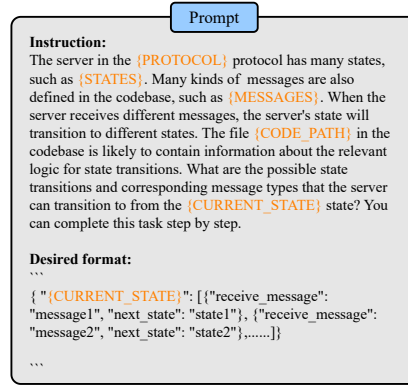 Prompt
Instruction:
The server in the {PROTOCOL} protocol has many states,
such as {STATES}. Many kinds of messages are also
defined in the codebase, such as {MESSAGES}. When the
server receives different messages, the server's state will
transition to different states. The file {CODE_PATH} in the
codebase is likely to contain information about the relevant
logic for state transitions. What are the possible state
transitions and corresponding message types that the server
can transition to from the {CURRENT_STATE} state? You
can complete this task step by step.
Desired format:
```
{ "{CURRENT_STATE}": [{"receive_message":
"message1", "next_state": "state1"}, {"receive_message":
"message2", "next_state": "state2"},......]}
```